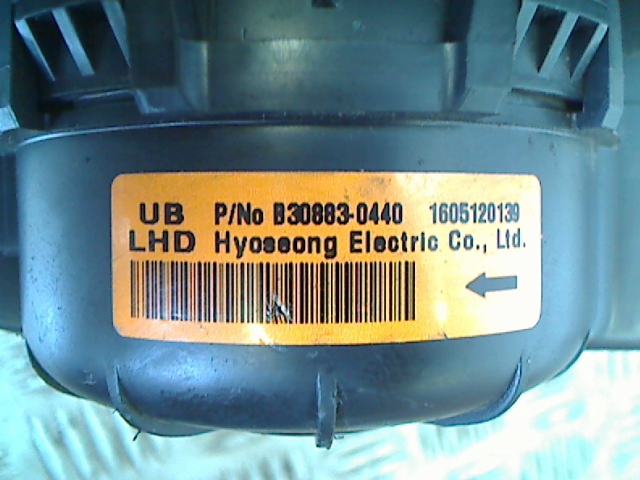 UB P/No B30883-0440 1605120139
LHD Hyoseong Electric Co., Ltd.